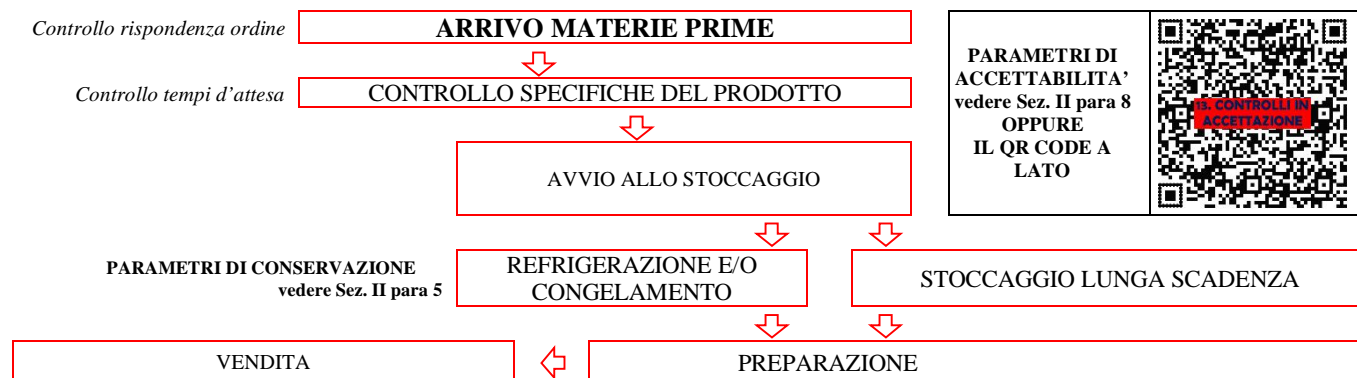 Controllo rispondenza ordine
ARRIVO MATERIE PRIME
Controllo tempi d'attesa
CONTROLLO SPECIFICHE DEL PRODOTTO
PARAMETRI DI
ACCETTABILITA'
vedere Sez. II para 8
OPPURE
IL QR CODE A
LATO
13. CONTROLLI IN
ACCETTAZIONE
AVVIO ALLO STOCCAGGIO
PARAMETRI DI CONSERVAZIONE
vedere Sez. II para 5
REFRIGERAZIONE E/O
CONGELAMENTO
STOCCAGGIO LUNGA SCADENZA
VENDITA
PREPARAZIONE